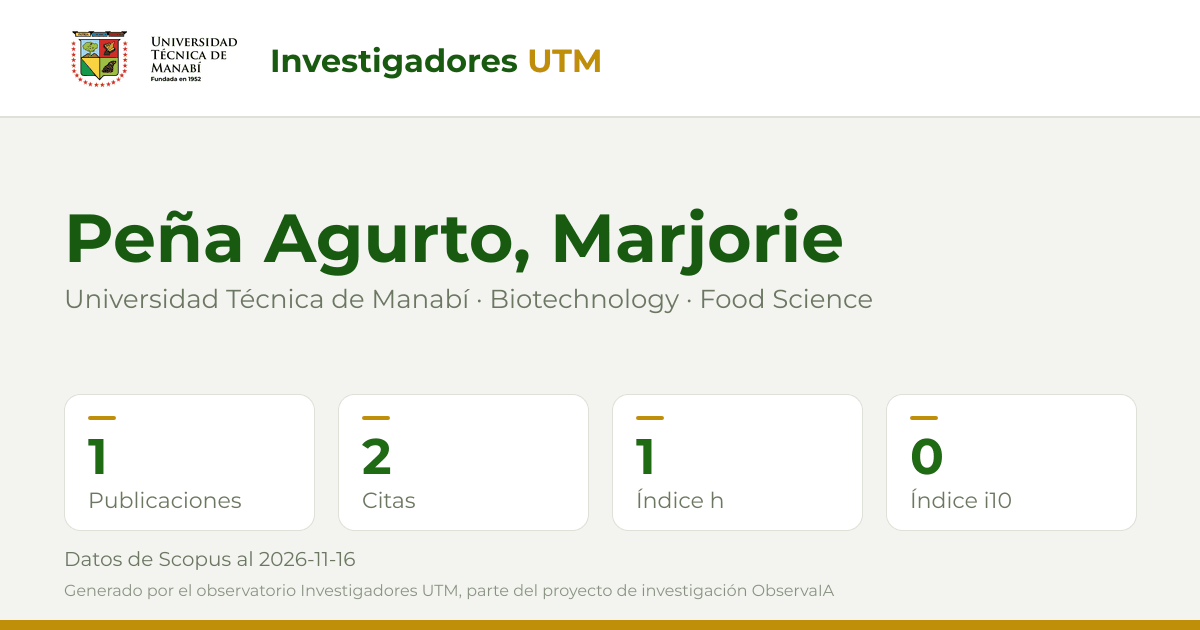 UNIVERSIDAD
TÉCNICA DE
MANABÍ
Fundada en 1952
Investigadores UTM
Peña Agurto, Marjorie
Universidad Técnica de Manabí · Biotechnology · Food Science
1
Publicaciones
2
Citas
1
Índice h
0
Índice i10
Datos de Scopus al 2026-11-16
Generado por el observatorio Investigadores UTM, parte del proyecto de investigación ObservaIA